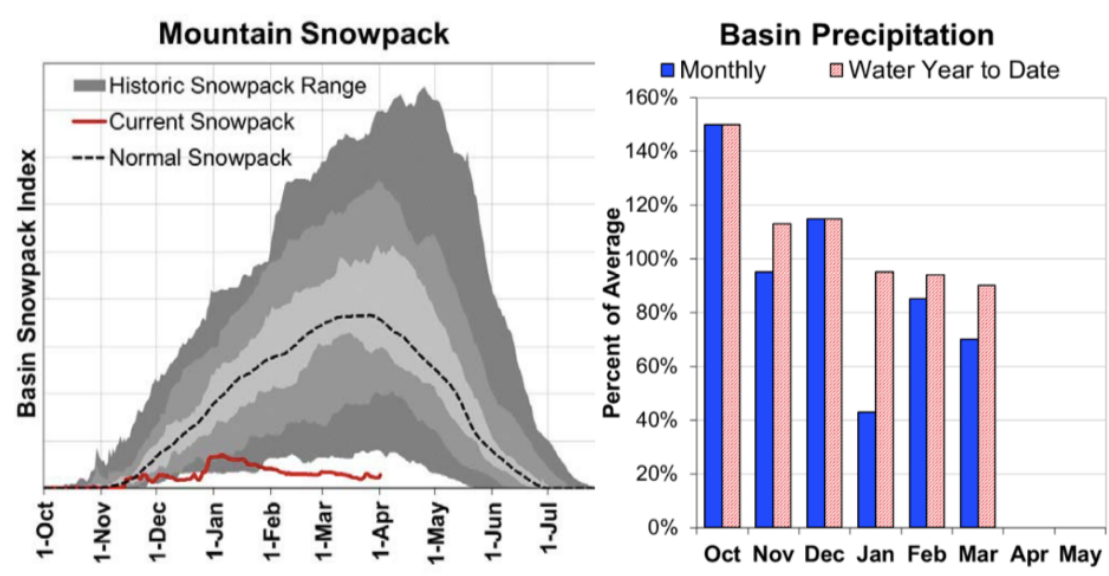 Mountain Snowpack
Historic Snowpack Range
Current Snowpack
Normal Snowpack
Basin Snowpack Index
1-Oct
1-Nov
1-Dec
1-Jan
1-Feb
1-Mar
1-Apr
1-May
1-Jun
1-Jul
Basin Precipitation
Monthly
Water Year to Date
Percent of Average
160%
140%
120%
100%
80%
60%
40%
20%
0%
Oct Nov Dec Jan Feb Mar Apr May